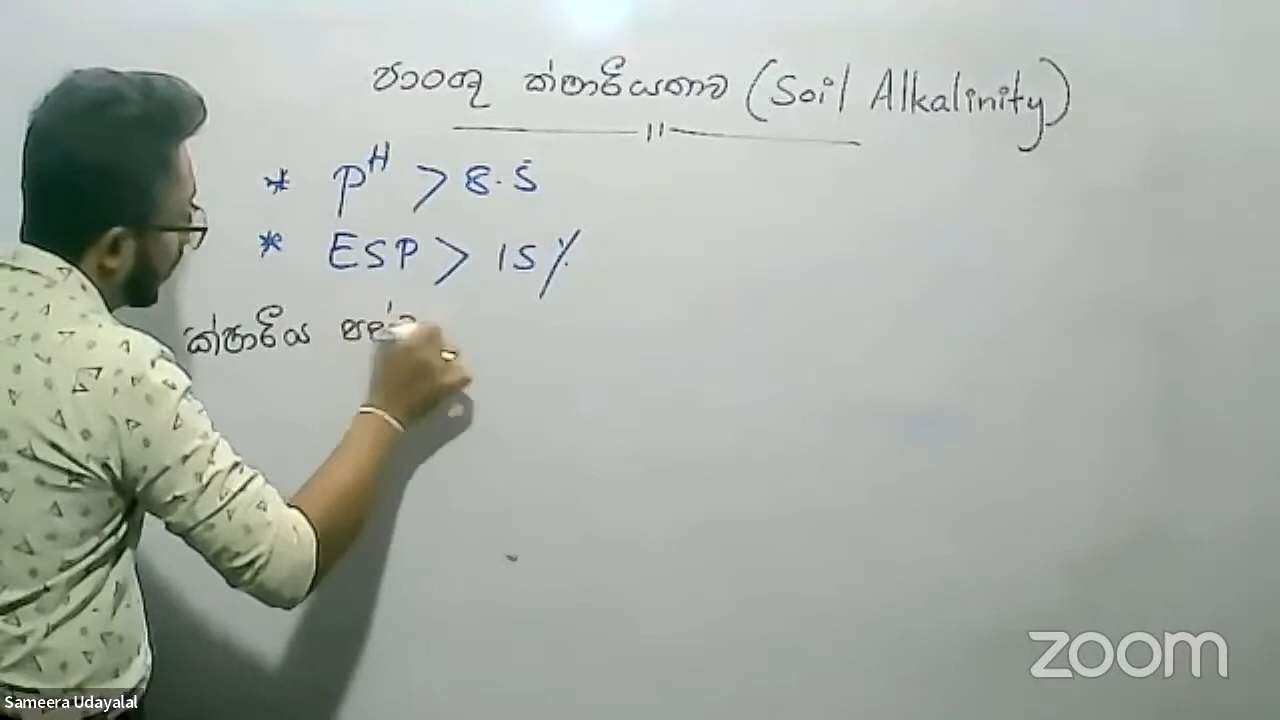 පාංශු ක්ෂාරීයතාව (Soil Alkalinity)
* pH > 8.5
* ESP > 15%
ක්ෂාරීය
zoom
Sameera Udayalal